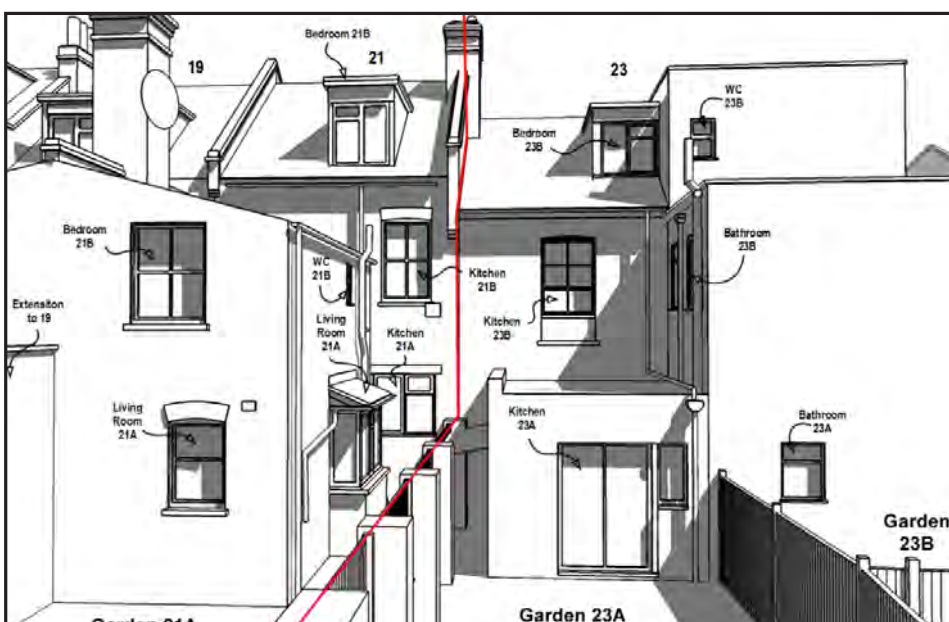 Bedroom 21B
19
21
23
WC
23B
Bedroom
23B
Bedroom
21B
WC
21B
Kitchen
21B
Bathroom
23B
Extensiton
to 19
Living
Room
21A
Kitchen
21A
Kitchen
23B
Living
Room
21A
Kitchen
23A
Bathroom
23A
Garden
23B
Garden 21A
Garden 23A